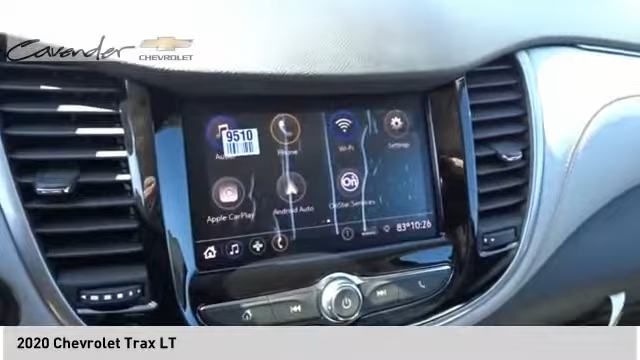 Cavender
CHEVROLET
9510
Audio
Phone
Wi-Fi
Settings
Apple CarPlay
Android Auto
OnStar Services
On
83° 10:26
2020 Chevrolet Trax LT